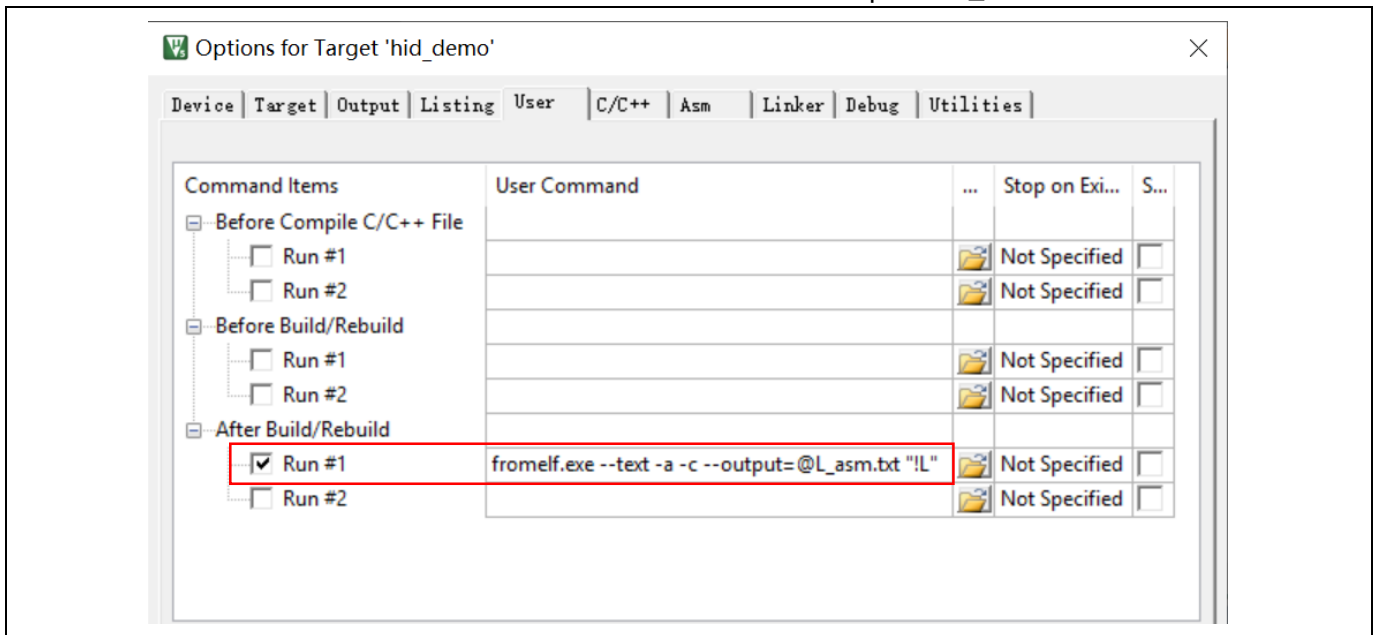 Options for Target 'hid_demo'
Device Target Output Listing User C/C++ Asm Linker Debug Utilities
Command Items User Command ... Stop on Exi... S...
Before Compile C/C++ File
Run #1 Not Specified
Run #2 Not Specified
Before Build/Rebuild
Run #1 Not Specified
Run #2 Not Specified
After Build/Rebuild
Run #1 fromelf.exe --text -a -c --output=@L_asm.txt "!L" Not Specified
Run #2 Not Specified